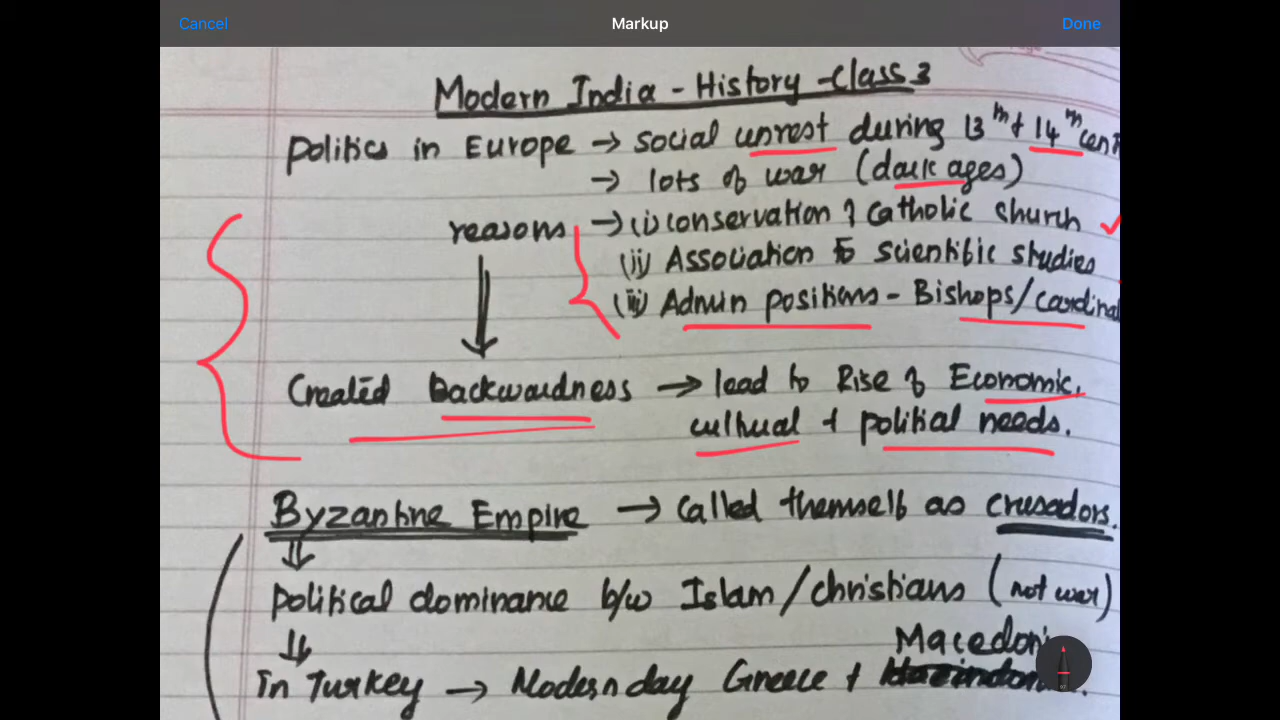 Cancel
Markup
Done
Modern India - History - Class 3
Politics in Europe → social unrest during 13th + 14th cent
→ lots of war (dark ages)
reasons → (i) conservation of Catholic church
(ii) Association to scientific studies
(iii) Admin positions - Bishops/cardinal
Created Backwardness → lead to Rise of Economic,
cultural + political needs.
Byzantine Empire → called themself as crusadors.
Political dominance b/w Islam/christians (not war)
Macedoni
In Turkey → Modern day Greece +